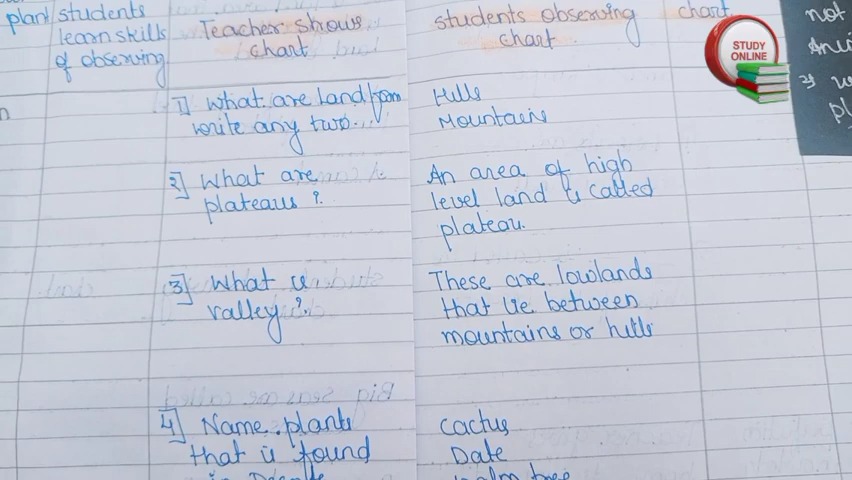 plant students
learn skills
of observing
Teacher shows
chart
students observing
chart
chart
1] What are landform
write any two.
Hills
Mountains
2] What are
plateaus?
An area of high
level land is called
plateau.
3] What is
valley?
These are lowlands
that lie between
mountains or hills
4] Name plants
that is found
Cactus
Date
palm tree
STUDY
ONLINE
not